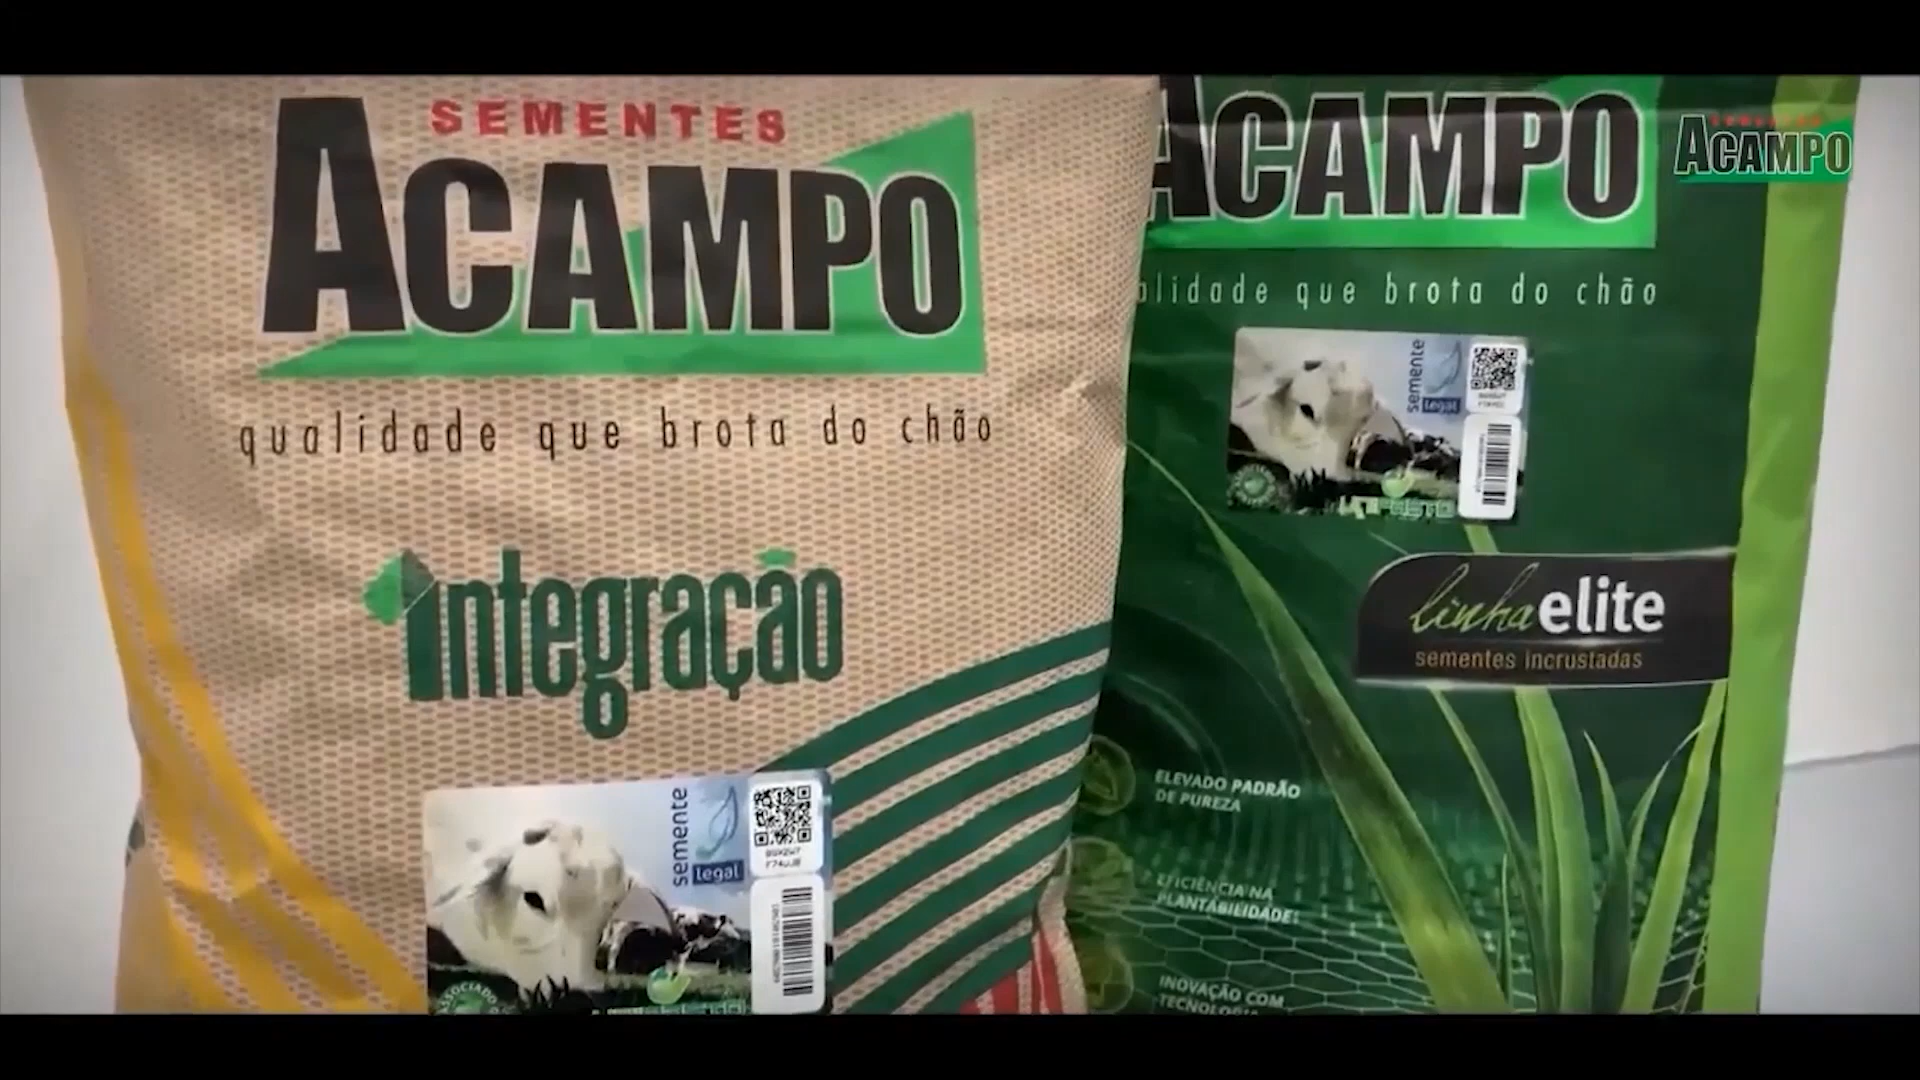 SEMENTES
ACAMPO
qualidade que brota do chão
Integração
semente
legal
ACAMPO
que brota do chão
semente
legal
linha elite
sementes incrustadas
ELEVADO PADRÃO
DE PUREZA
EFICIÊNCIA NA
PLANTABILIDADE
INOVAÇÃO COM
TECNOLOGIA
ACAMPO